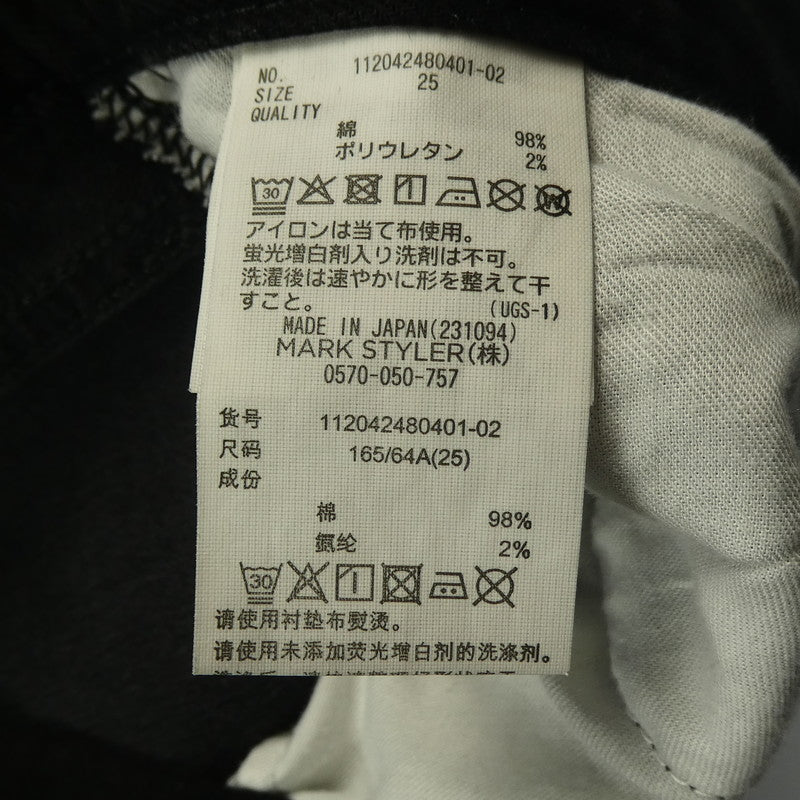 NO. 112042480401-02
SIZE 25
QUALITY
綿 98%
ポリウレタン 2%
30 W
アイロンは当て布使用。
蛍光増白剤入り洗剤は不可。
洗濯後は速やかに形を整えて干
すこと。 (UGS-1)
MADE IN JAPAN(231094)
MARK STYLER(株)
0570-050-757
货号 112042480401-02
尺码 165/64A(25)
成份
棉 98%
氨纶 2%
30
请使用衬垫布熨烫。
请使用未添加荧光增白剂的洗涤剂。